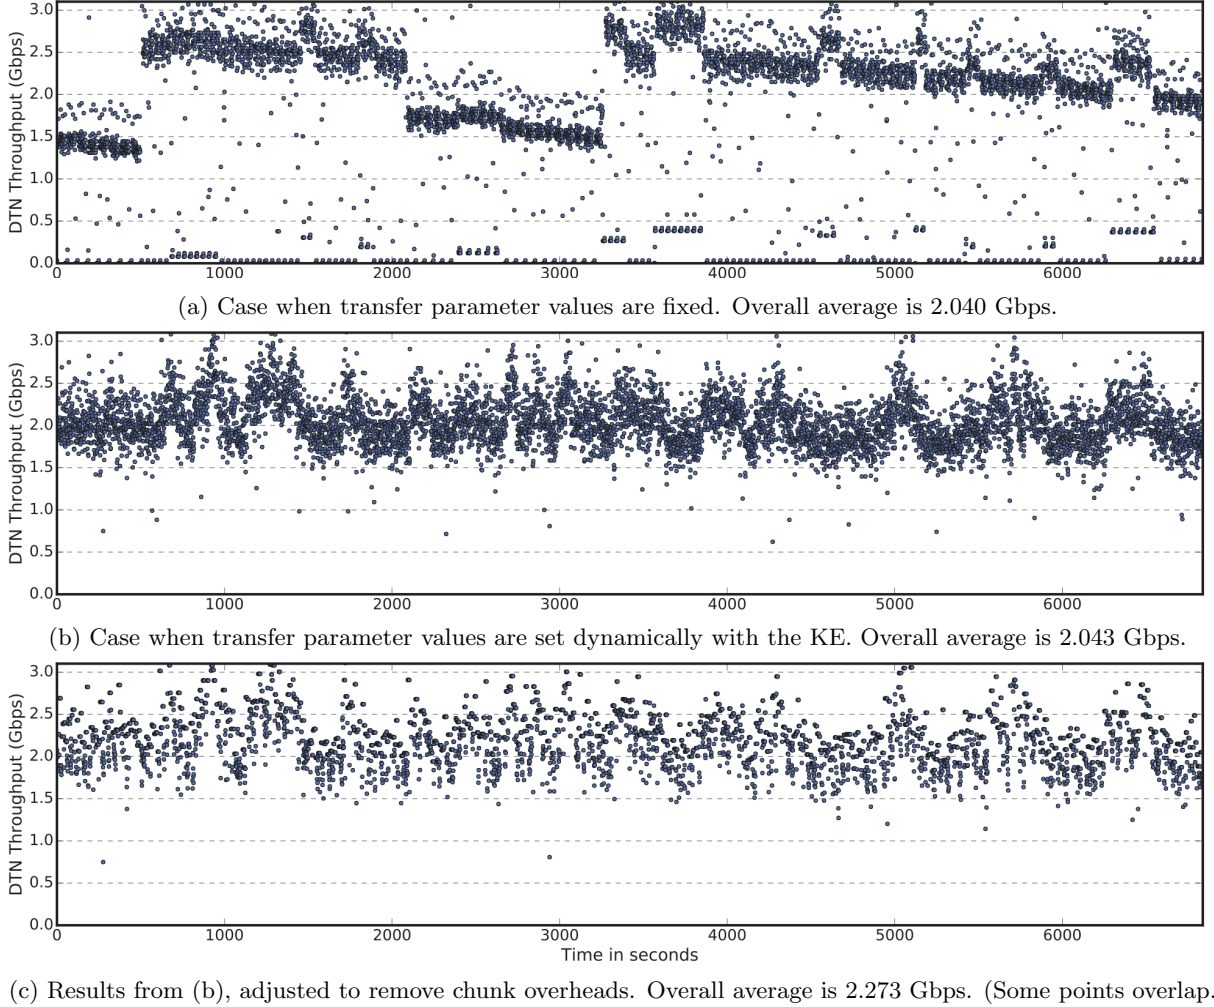 3.0
2.5
2.0
1.5
1.0
0.5
0.0
DTN Throughput (Gbps)
0 1000 2000 3000 4000 5000 6000
(a) Case when transfer parameter values are fixed. Overall average is 2.040 Gbps.
3.0
2.5
2.0
1.5
1.0
0.5
0.0
DTN Throughput (Gbps)
0 1000 2000 3000 4000 5000 6000
(b) Case when transfer parameter values are set dynamically with the KE. Overall average is 2.043 Gbps.
3.0
2.5
2.0
1.5
1.0
0.5
0.0
DTN Throughput (Gbps)
0 1000 2000 3000 4000 5000 6000
Time in seconds
(c) Results from (b), adjusted to remove chunk overheads. Overall average is 2.273 Gbps. (Some points overlap.